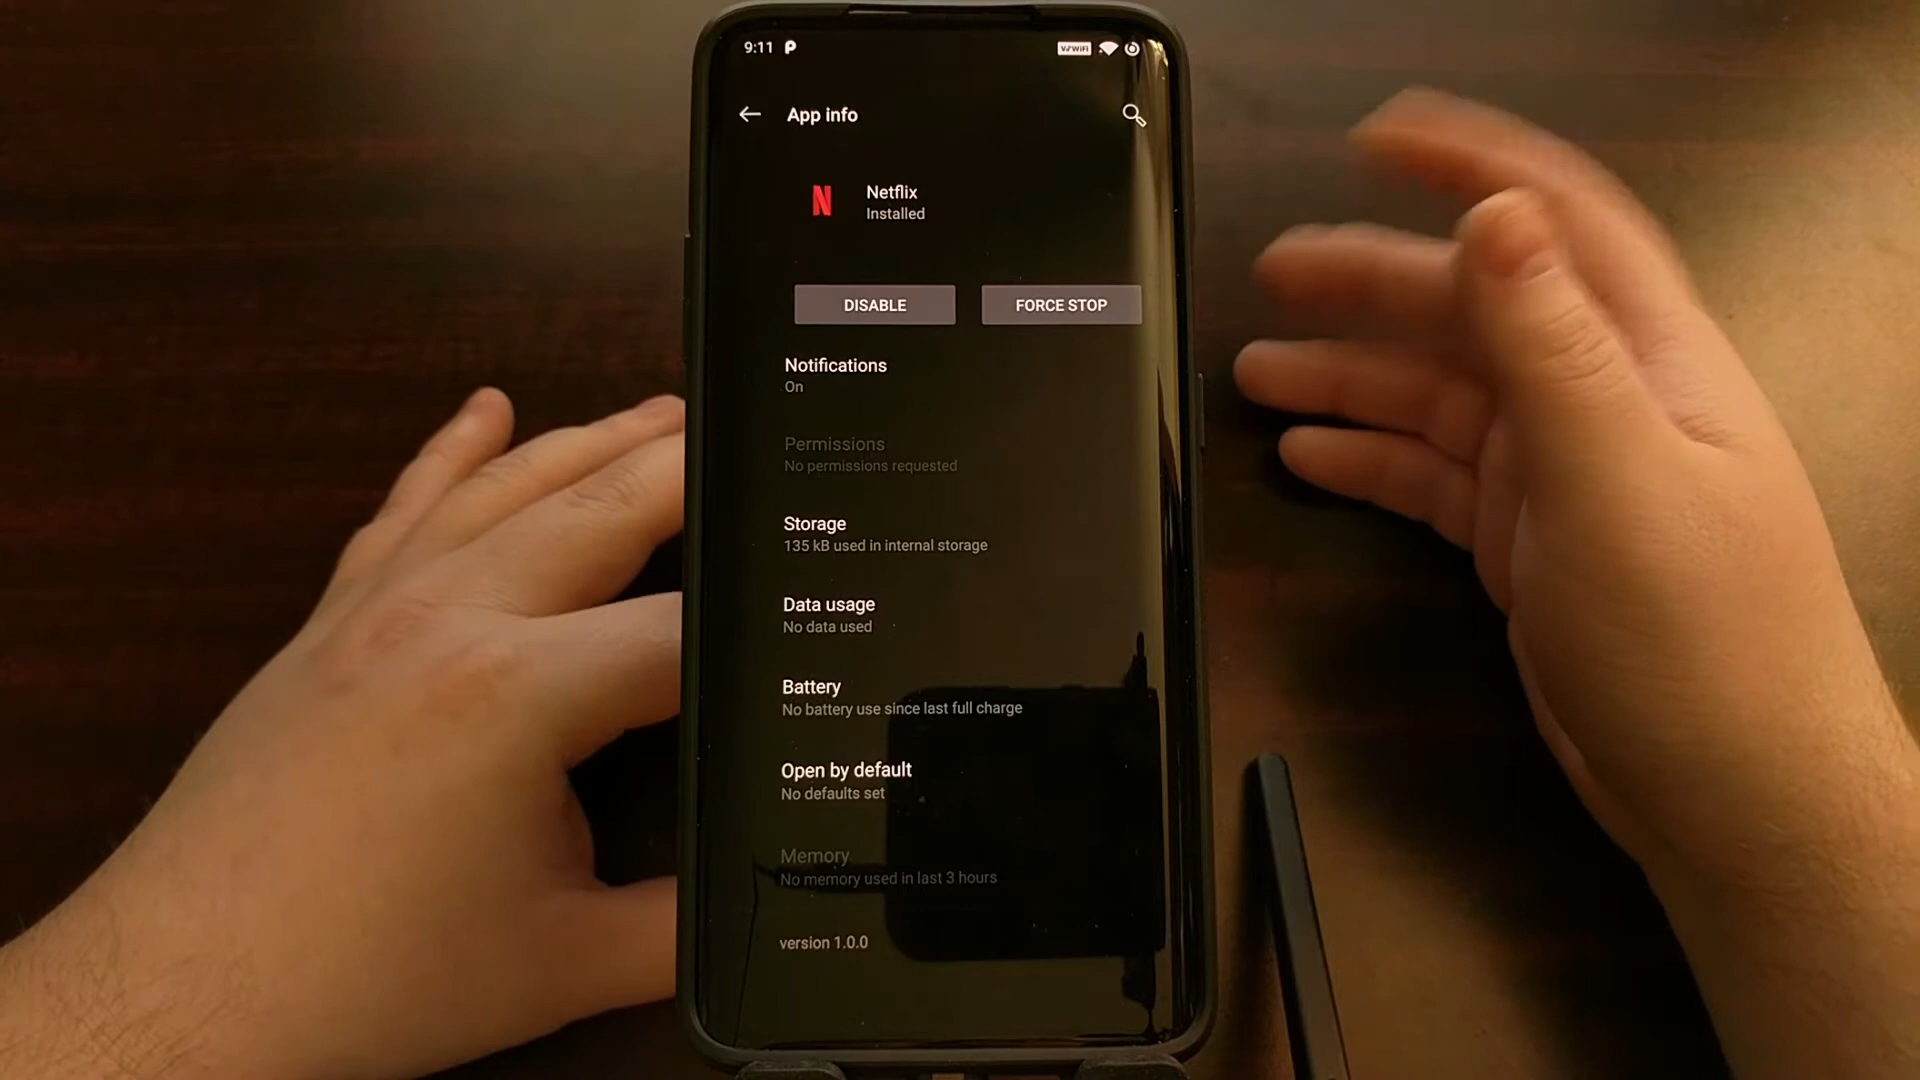 9:11
VoWiFi
App info
N
Netflix
Installed
DISABLE
FORCE STOP
Notifications
On
Permissions
No permissions requested
Storage
135 kB used in internal storage
Data usage
No data used
Battery
No battery use since last full charge
Open by default
No defaults set
Memory
No memory used in last 3 hours
version 1.0.0